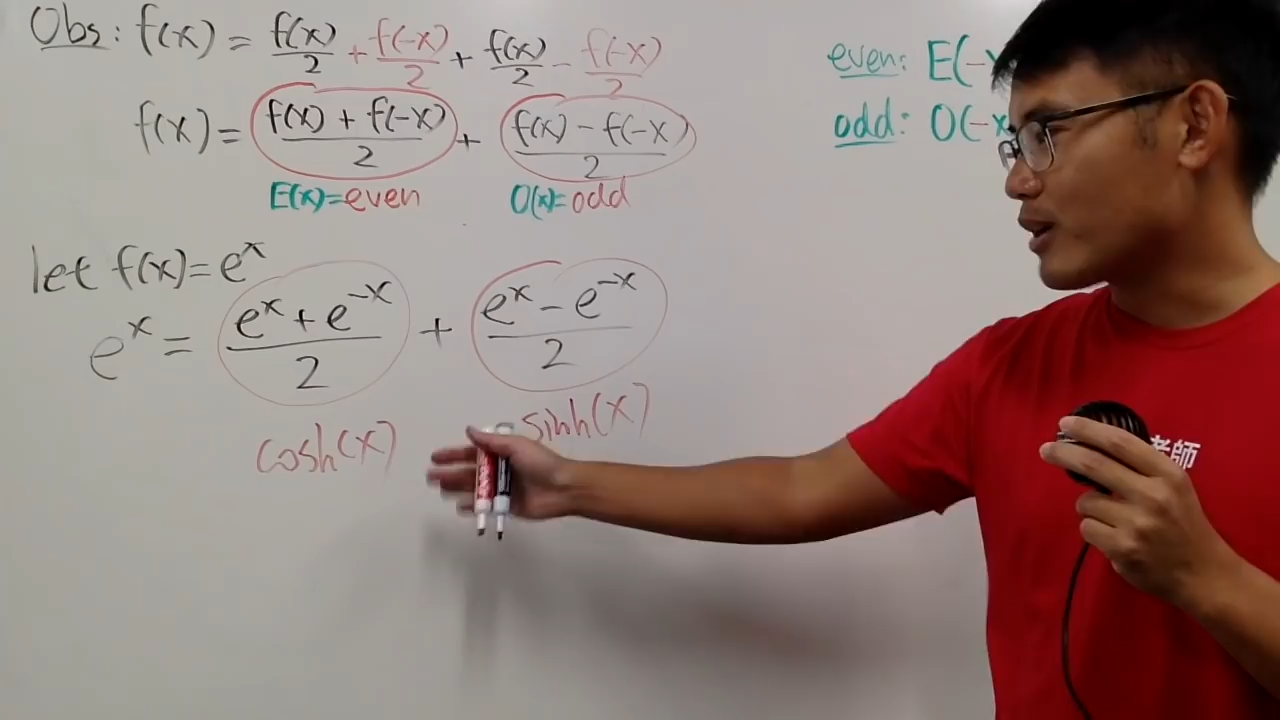 Obs: f(x) = f(x)/2 + f(-x)/2 + f(x)/2 - f(-x)/2
f(x) = (f(x) + f(-x))/2 + (f(x) - f(-x))/2
E(x)=even O(x)=odd
let f(x)=e^x
e^x = (e^x + e^-x)/2 + (e^x - e^-x)/2
cosh(x) sinh(x)
even: E(-x
odd: O(-x
老師